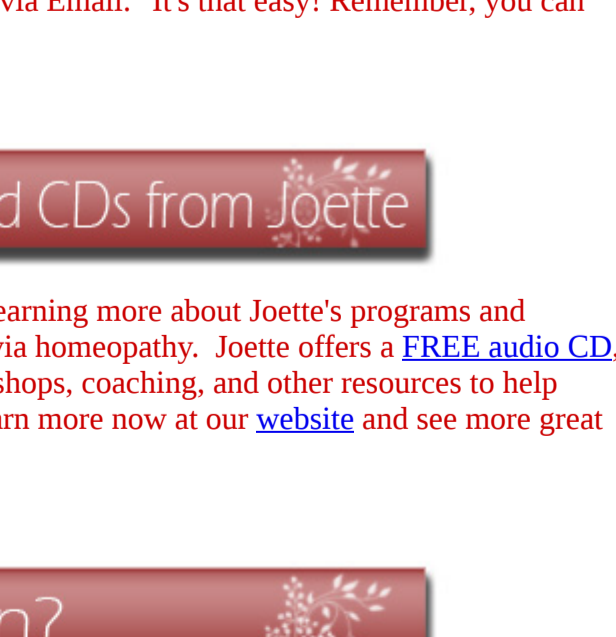 via Email. It's that easy! Remember, you can
d CDs from Joette
earning more about Joette's programs and
via homeopathy. Joette offers a FREE audio CD,
shops, coaching, and other resources to help
arn more now at our website and see more great
n?